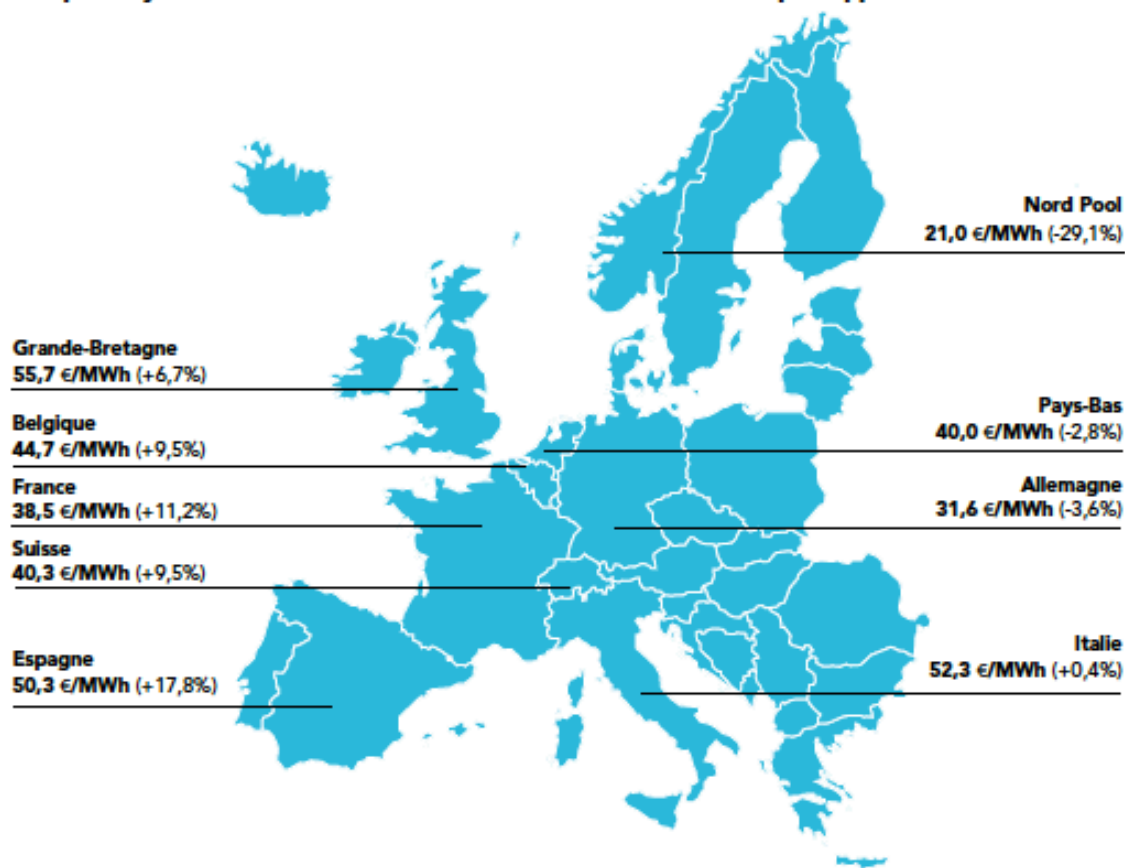 Nord Pool
21,0 €/MWh (-29,1%)
Grande-Bretagne
55,7 €/MWh (+6,7%)
Belgique
44,7 €/MWh (+9,5%)
Pays-Bas
40,0 €/MWh (-2,8%)
France
38,5 €/MWh (+11,2%)
Allemagne
31,6 €/MWh (-3,6%)
Suisse
40,3 €/MWh (+9,5%)
Espagne
50,3 €/MWh (+17,8%)
Italie
52,3 €/MWh (+0,4%)